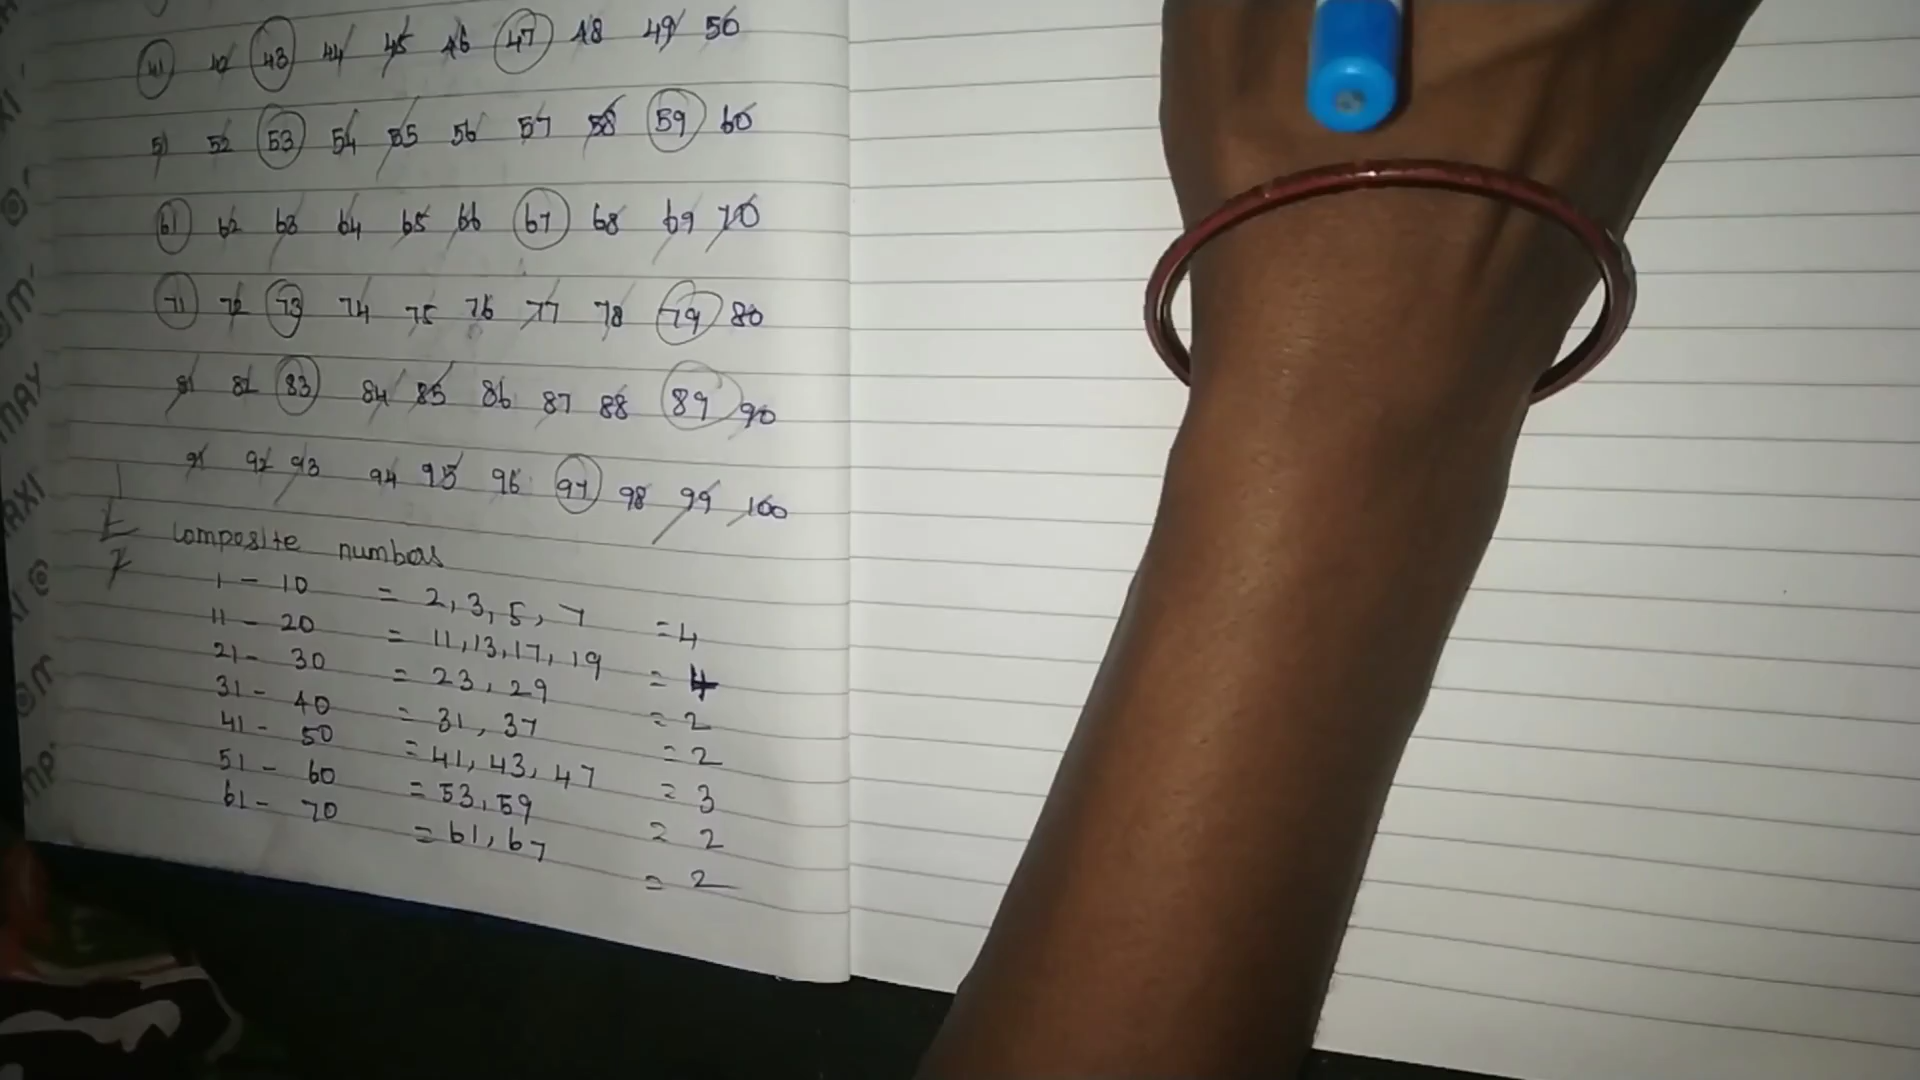 41 42 43 44 45 46 47 48 49 50
51 52 53 54 55 56 57 58 59 60
61 62 63 64 65 66 67 68 69 70
71 72 73 74 75 76 77 78 79 80
81 82 83 84 85 86 87 88 89 90
91 92 93 94 95 96 97 98 99 100
Composite numbers
1 - 10 = 2, 3, 5, 7 = 4
11 - 20 = 11, 13, 17, 19 = 4
21 - 30 = 23, 29 = 2
31 - 40 = 31, 37 = 2
41 - 50 = 41, 43, 47 = 3
51 - 60 = 53, 59 = 2
61 - 70 = 61, 67 = 2